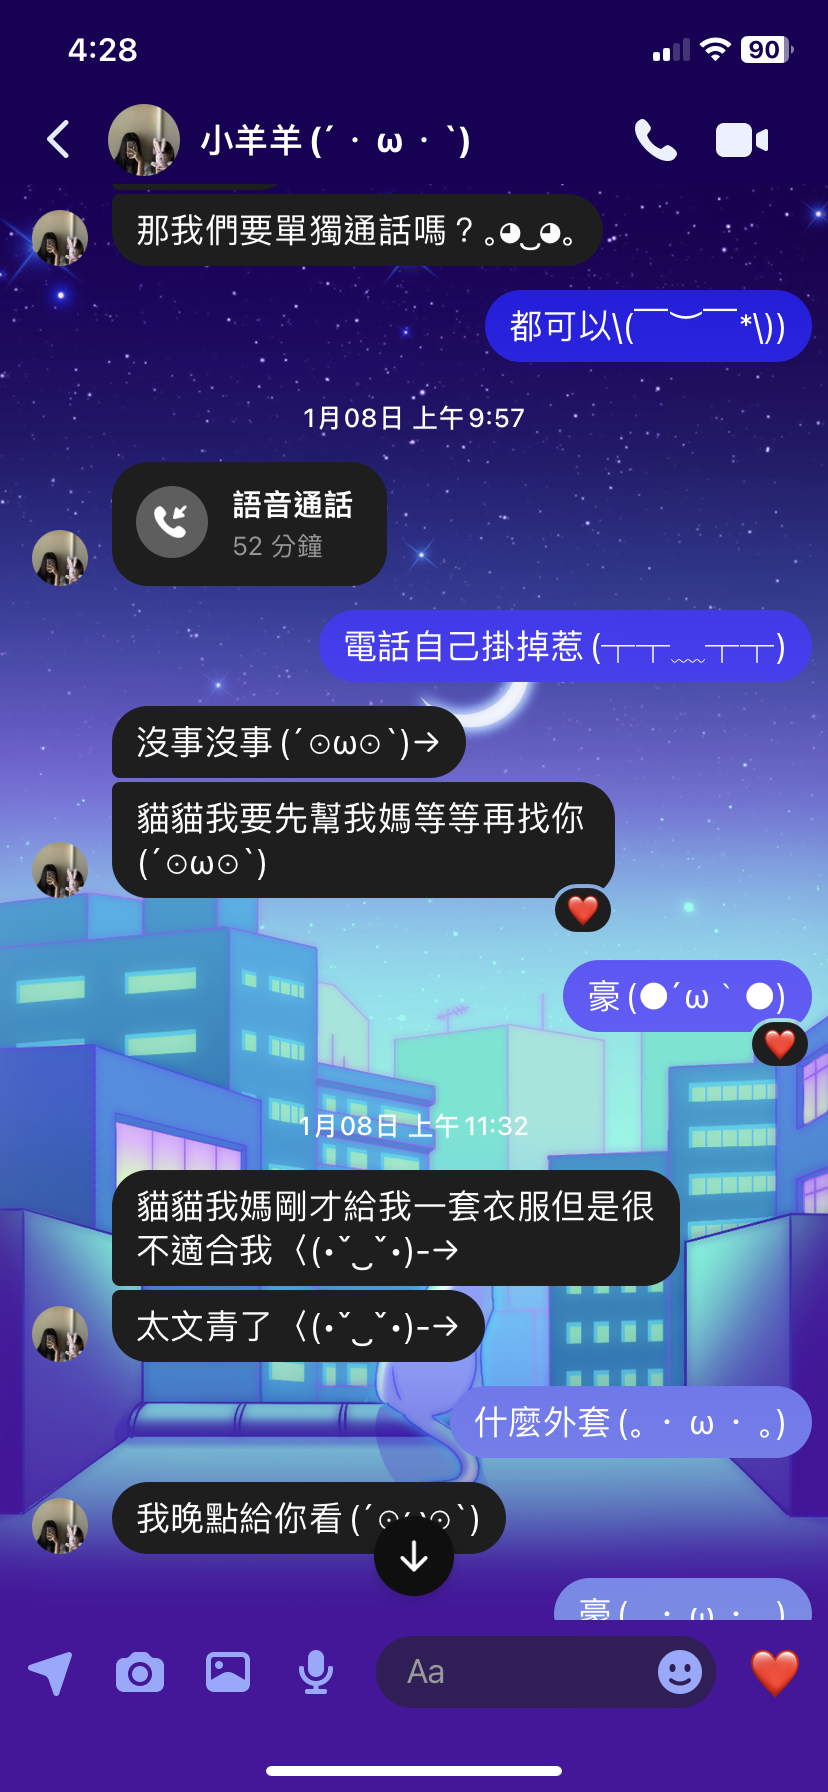 4:28
90
小羊羊 (´・ω・`)
那我們要單獨通話嗎？｡◕‿◕｡
都可以\(￣︶￣*\))
1月08日 上午9:57
語音通話
52 分鐘
電話自己掛掉惹 (┬┬﹏┬┬)
沒事沒事 (´⊙ω⊙`)→
貓貓我要先幫我媽等等再找你
(´⊙ω⊙`)
豪 (●´ω｀●)
1月08日 上午11:32
貓貓我媽剛才給我一套衣服但是很
不適合我〈(•ˇ‿ˇ•)-→
太文青了〈(•ˇ‿ˇ•)-→
什麼外套 (。・ω・。)
我晚點給你看 (´⊙ω⊙`)
豪 (。・ω・。)
Aa